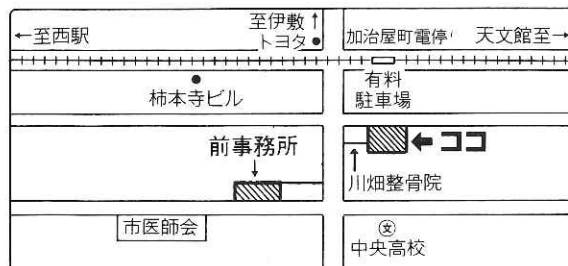 ←至西駅
至伊敷↑
トヨタ
加治屋町電停
天文館至→
柿本寺ビル
有料
駐車場
前事務所
ココ
川畑整骨院
市医師会
文
中央高校